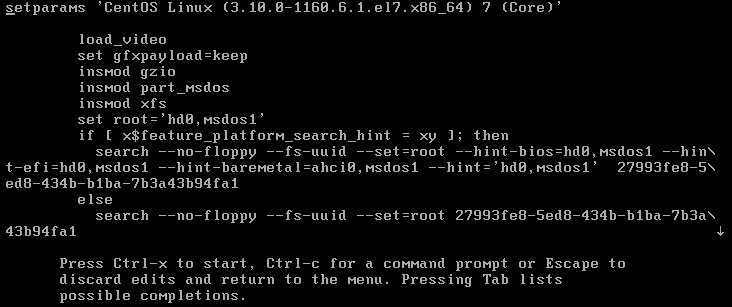 setparams 'CentOS Linux (3.10.0-1160.6.1.el7.x86_64) 7 (Core)'
load_video
set gfxpayload=keep
insmod gzio
insmod part_msdos
insmod xfs
set root='hd0,msdos1'
if [ x$feature_platform_search_hint = xy ]; then
search --no-floppy --fs-uuid --set=root --hint-bios=hd0,msdos1 --hin\
t-efi=hd0,msdos1 --hint-baremetal=ahci0,msdos1 --hint='hd0,msdos1'  27993fe8-5\
ed8-434b-b1ba-7b3a43b94fa1
else
search --no-floppy --fs-uuid --set=root 27993fe8-5ed8-434b-b1ba-7b3a\
43b94fa1
↓
Press Ctrl-x to start, Ctrl-c for a command prompt or Escape to
discard edits and return to the menu. Pressing Tab lists
possible completions.